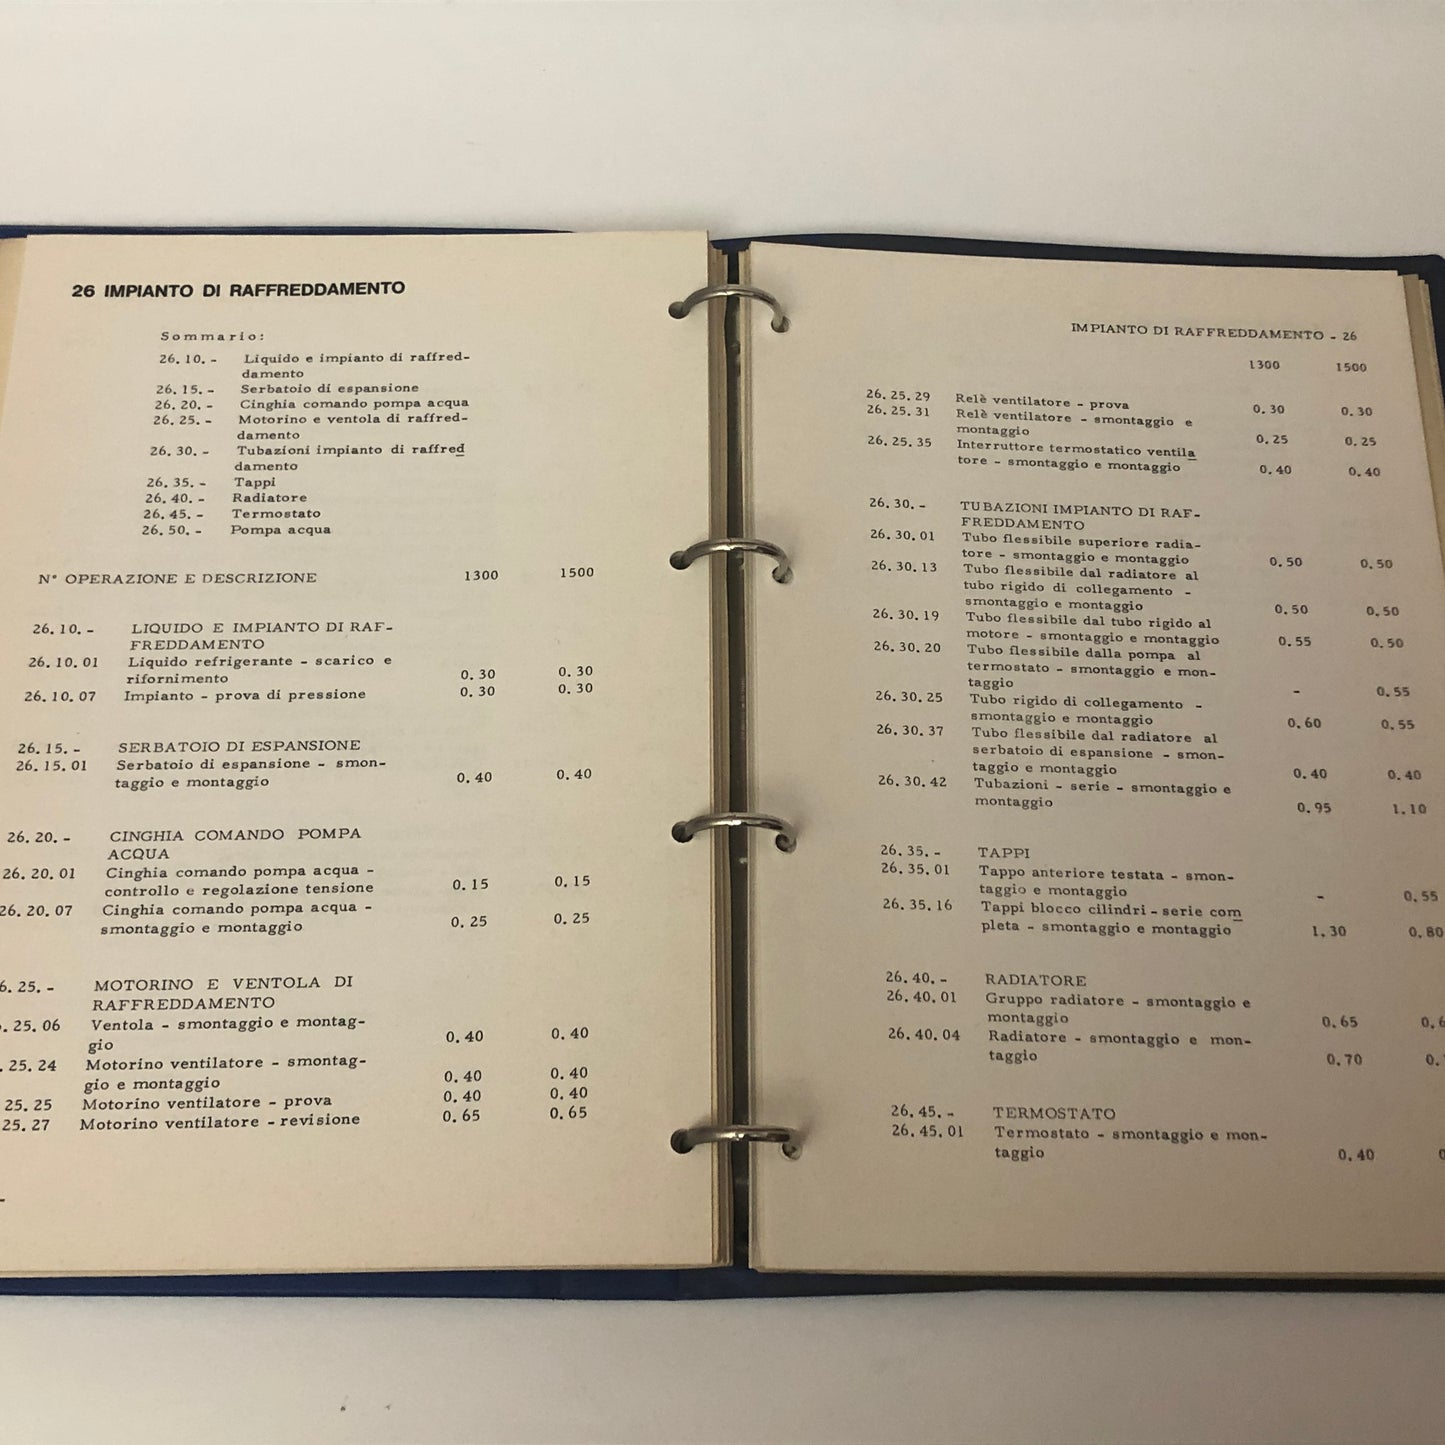 26 IMPIANTO DI RAFFREDDAMENTO
Sommario:
26.10.- Liquido e impianto di raffred-
damento
26.15.- Serbatoio di espansione
26.20.- Cinghia comando pompa acqua
26.25.- Motorino e ventola di raffred-
damento
26.30.- Tubazioni impianto di raffred
damento
26.35.- Tappi
26.40.- Radiatore
26.45.- Termostato
26.50.- Pompa acqua
N° OPERAZIONE E DESCRIZIONE 1300 1500
26.10.- LIQUIDO E IMPIANTO DI RAF-
FREDDAMENTO
26.10.01 Liquido refrigerante - scarico e
rifornimento 0.30 0.30
26.10.07 Impianto - prova di pressione 0.30 0.30
26.15.- SERBATOIO DI ESPANSIONE
26.15.01 Serbatoio di espansione - smon-
taggio e montaggio 0.40 0.40
26.20.- CINGHIA COMANDO POMPA
ACQUA
26.20.01 Cinghia comando pompa acqua -
controllo e regolazione tensione 0.15 0.15
26.20.07 Cinghia comando pompa acqua -
smontaggio e montaggio 0.25 0.25
6.25.- MOTORINO E VENTOLA DI
RAFFREDDAMENTO
.25.06 Ventola - smontaggio e montag-
gio 0.40 0.40
.25.24 Motorino ventilatore - smontag-
gio e montaggio 0.40 0.40
25.25 Motorino ventilatore - prova 0.40 0.40
25.27 Motorino ventilatore - revisione 0.65 0.65
-
IMPIANTO DI RAFFREDDAMENTO - 26
1300 1500
26.25.29 Relè ventilatore - prova 0.30 0.30
26.25.31 Relè ventilatore - smontaggio e
montaggio 0.25 0.25
26.25.35 Interruttore termostatico ventila
tore - smontaggio e montaggio 0.40 0.40
26.30.- TUBAZIONI IMPIANTO DI RAF-
FREDDAMENTO
26.30.01 Tubo flessibile superiore radia-
tore - smontaggio e montaggio 0.50 0.50
26.30.13 Tubo flessibile dal radiatore al
tubo rigido di collegamento -
smontaggio e montaggio 0.50 0.50
26.30.19 Tubo flessibile dal tubo rigido al
motore - smontaggio e montaggio 0.55 0.50
26.30.20 Tubo flessibile dalla pompa al
termostato - smontaggio e mon-
taggio - 0.55
26.30.25 Tubo rigido di collegamento -
smontaggio e montaggio 0.60 0.55
26.30.37 Tubo flessibile dal radiatore al
serbatoio di espansione - smon-
taggio e montaggio 0.40 0.40
26.30.42 Tubazioni - serie - smontaggio e
montaggio 0.95 1.10
26.35.- TAPPI
26.35.01 Tappo anteriore testata - smon-
taggio e montaggio - 0.55
26.35.16 Tappi blocco cilindri - serie com
pleta - smontaggio e montaggio 1.30 0.80
26.40.- RADIATORE
26.40.01 Gruppo radiatore - smontaggio e
montaggio 0.65
26.40.04 Radiatore - smontaggio e mon-
taggio 0.70
26.45.- TERMOSTATO
26.45.01 Termostato - smontaggio e mon-
taggio 0.40